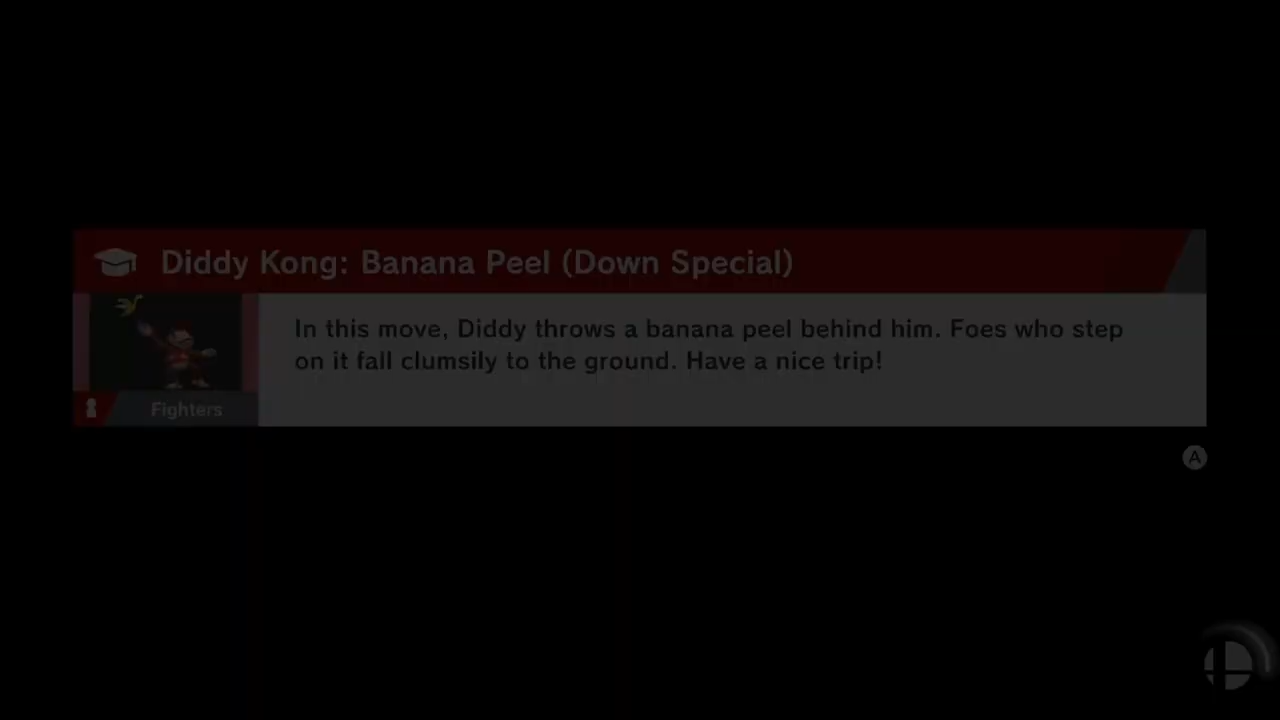 Diddy Kong: Banana Peel (Down Special)
In this move, Diddy throws a banana peel behind him. Foes who step
on it fall clumsily to the ground. Have a nice trip!
Fighters
A